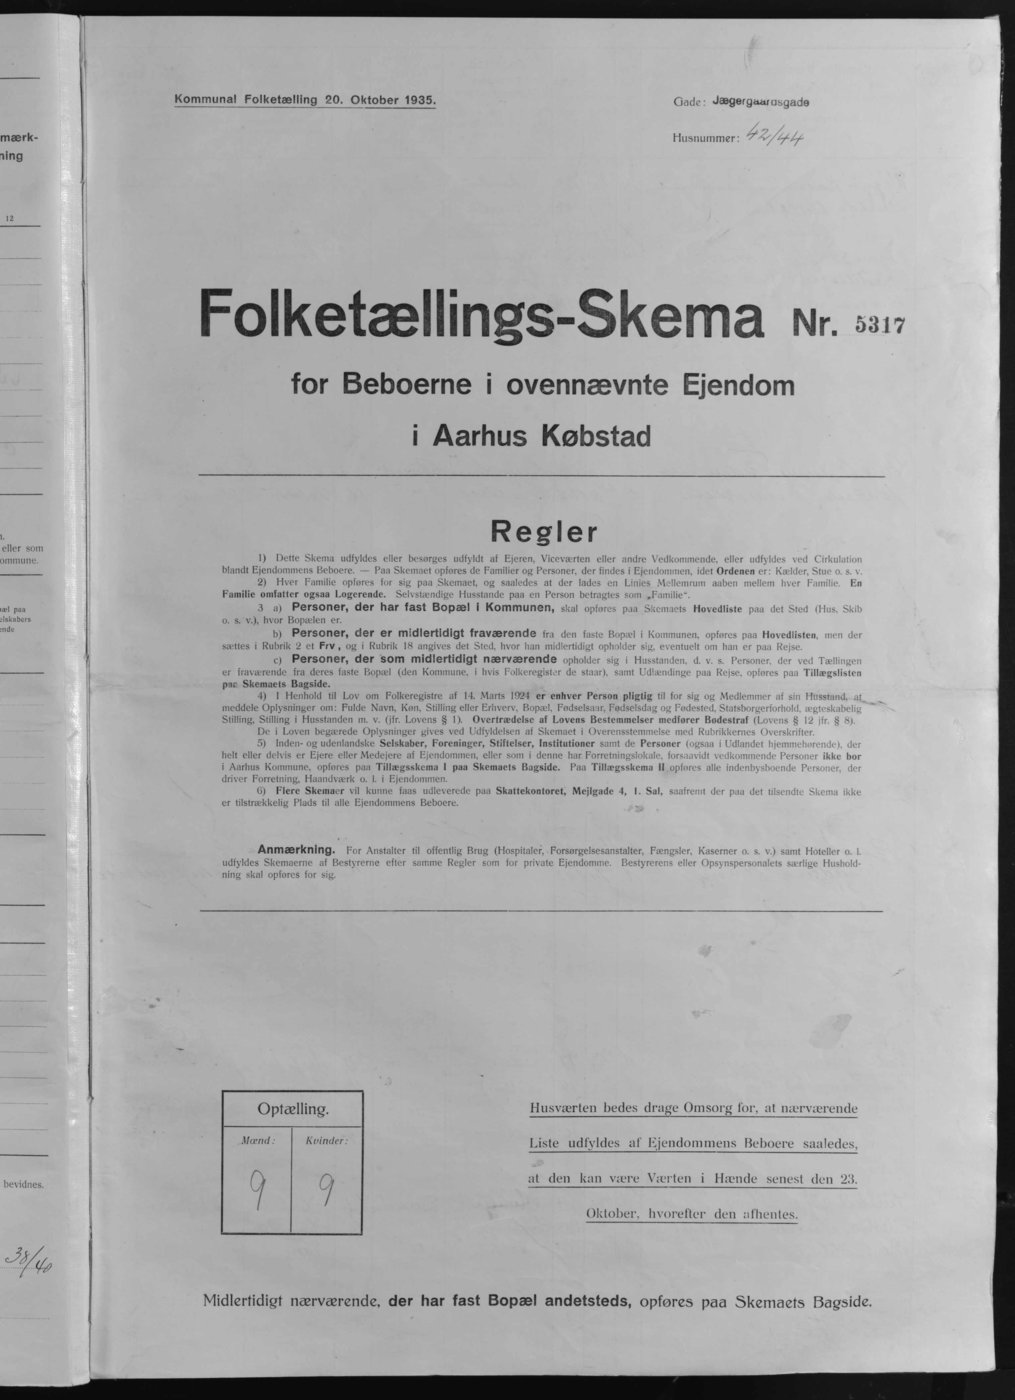 mærk-
ning
12
n.
eller som
ommune.
pæl paa
elskabers
ende
bevidnes.
38/40
Kommunal Folketælling 20. Oktober 1935.
Gade: Jægergaardsgade
Husnummer: 42/44
Folketællings-Skema Nr. 5317
for Beboerne i ovennævnte Ejendom
i Aarhus Købstad
Regler
1) Dette Skema udfyldes eller besørges udfyldt af Ejeren, Viceværten eller andre Vedkommende, eller udfyldes ved Cirkulation
blandt Ejendommens Beboere. — Paa Skemaet opføres de Familier og Personer, der findes i Ejendommen, idet Ordenen er: Kælder, Stue o. s. v.
2) Hver Familie opføres for sig paa Skemaet, og saaledes at der lades en Linies Mellemrum aaben mellem hver Familie. En
Familie omfatter ogsaa Logerende. Selvstændige Husstande paa en Person betragtes som „Familie“.
3 a) Personer, der har fast Bopæl i Kommunen, skal opføres paa Skemaets Hovedliste paa det Sted (Hus, Skib
o. s. v.), hvor Bopælen er.
b) Personer, der er midlertidigt fraværende fra den faste Bopæl i Kommunen, opføres paa Hovedlisten, men der
sættes i Rubrik 2 et Frv., og i Rubrik 18 angives det Sted, hvor han midlertidigt opholder sig, eventuelt om han er paa Rejse.
c) Personer, der som midlertidigt nærværende opholder sig i Husstanden, d. v. s. Personer, der ved Tællingen
er fraværende fra deres faste Bopæl (den Kommune, i hvis Folkeregister de staar), samt Udlændinge paa Rejse, opføres paa Tillægslisten
paa Skemaets Bagside.
4) I Henhold til Lov om Folkeregistre af 14. Marts 1924 er enhver Person pligtig til for sig og Medlemmer af sin Husstand, at
meddele Oplysninger om: Fulde Navn, Køn, Stilling eller Erhverv, Bopæl, Fødselsaar, Fødselsdag og Fødested, Statsborgerforhold, ægteskabelig
Stilling, Stilling i Husstanden m. v. (jfr. Lovens § 1). Overtrædelse af Lovens Bestemmelser medfører Bødestraf (Lovens § 12 jfr. § 8).
De i Loven begærede Oplysninger gives ved Udfyldelsen af Skemaet i Overensstemmelse med Rubrikkernes Overskrifter.
5) Inden- og udenlandske Selskaber, Foreninger, Stiftelser, Institutioner samt de Personer (ogsaa i Udlandet hjemmehørende), der
helt eller delvis er Ejere eller Medejere af Ejendommen, eller som i denne har Forretningslokale, forsaavidt vedkommende Personer ikke bor
i Aarhus Kommune, opføres paa Tillægsskema I paa Skemaets Bagside. Paa Tillægsskema II opføres alle indenbysboende Personer, der
driver Forretning, Haandværk o. l. i Ejendommen.
6) Flere Skemaer vil kunne faas udleverede paa Skattekontoret, Mejlgade 4, 1. Sal, saafremt der paa det tilsendte Skema ikke
er tilstrækkelig Plads til alle Ejendommens Beboere.
Anmærkning. For Anstalter til offentlig Brug (Hospitaler, Forsørgelsesanstalter, Fængsler, Kaserner o. s. v.) samt Hoteller o. l.
udfyldes Skemaerne af Bestyrerne efter samme Regler som for private Ejendomme. Bestyrerens eller Opsynspersonalets særlige Hushold-
ning skal opføres for sig.
Optælling.
Mænd: Kvinder:
9 9
Husværten bedes drage Omsorg for, at nærværende
Liste udfyldes af Ejendommens Beboere saaledes,
at den kan være Værten i Hænde senest den 23.
Oktober, hvorefter den afhentes.
Midlertidigt nærværende, der har fast Bopæl andetsteds, opføres paa Skemaets Bagside.